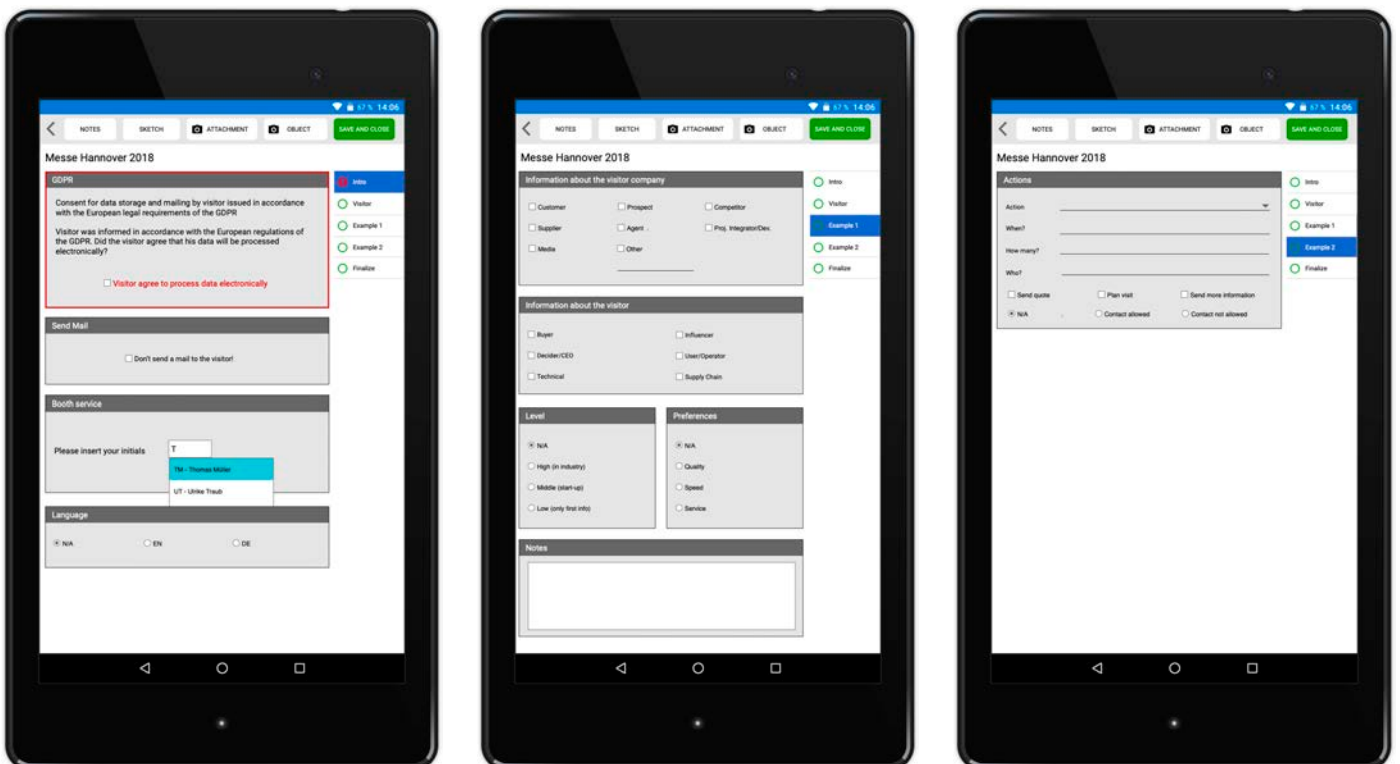 67 % 14:06
NOTES SKETCH ATTACHMENT OBJECT SAVE AND CLOSE
Messe Hannover 2018
GDPR
Consent for data storage and mailing by visitor issued in accordance
with the European legal requirements of the GDPR
Visitor was informed in accordance with the European regulations of
the GDPR. Did the visitor agree that his data will be processed
electronically?
Visitor agree to process data electronically
Send Mail
Don't send a mail to the visitor!
Booth service
Please insert your initials T
TM - Thomas Müller
UT - Ulrike Traub
Language
N/A EN DE
Intro
Visitor
Example 1
Example 2
Finalize
67 % 14:06
NOTES SKETCH ATTACHMENT OBJECT SAVE AND CLOSE
Messe Hannover 2018
Information about the visitor company
Customer Prospect Competitor
Supplier Agent . Proj. Integrator/Dev.
Media Other
Information about the visitor
Buyer Influencer
Decider/CEO User/Operator
Technical Supply Chain
Level
N/A
High (in industry)
Middle (start-up)
Low (only first info)
Preferences
N/A
Quality
Speed
Service
Notes
Intro
Visitor
Example 1
Example 2
Finalize
67 % 14:06
NOTES SKETCH ATTACHMENT OBJECT SAVE AND CLOSE
Messe Hannover 2018
Actions
Action
When?
How many?
Who?
Send quote Plan visit Send more information
N/A . Contact allowed Contact not allowed
Intro
Visitor
Example 1
Example 2
Finalize